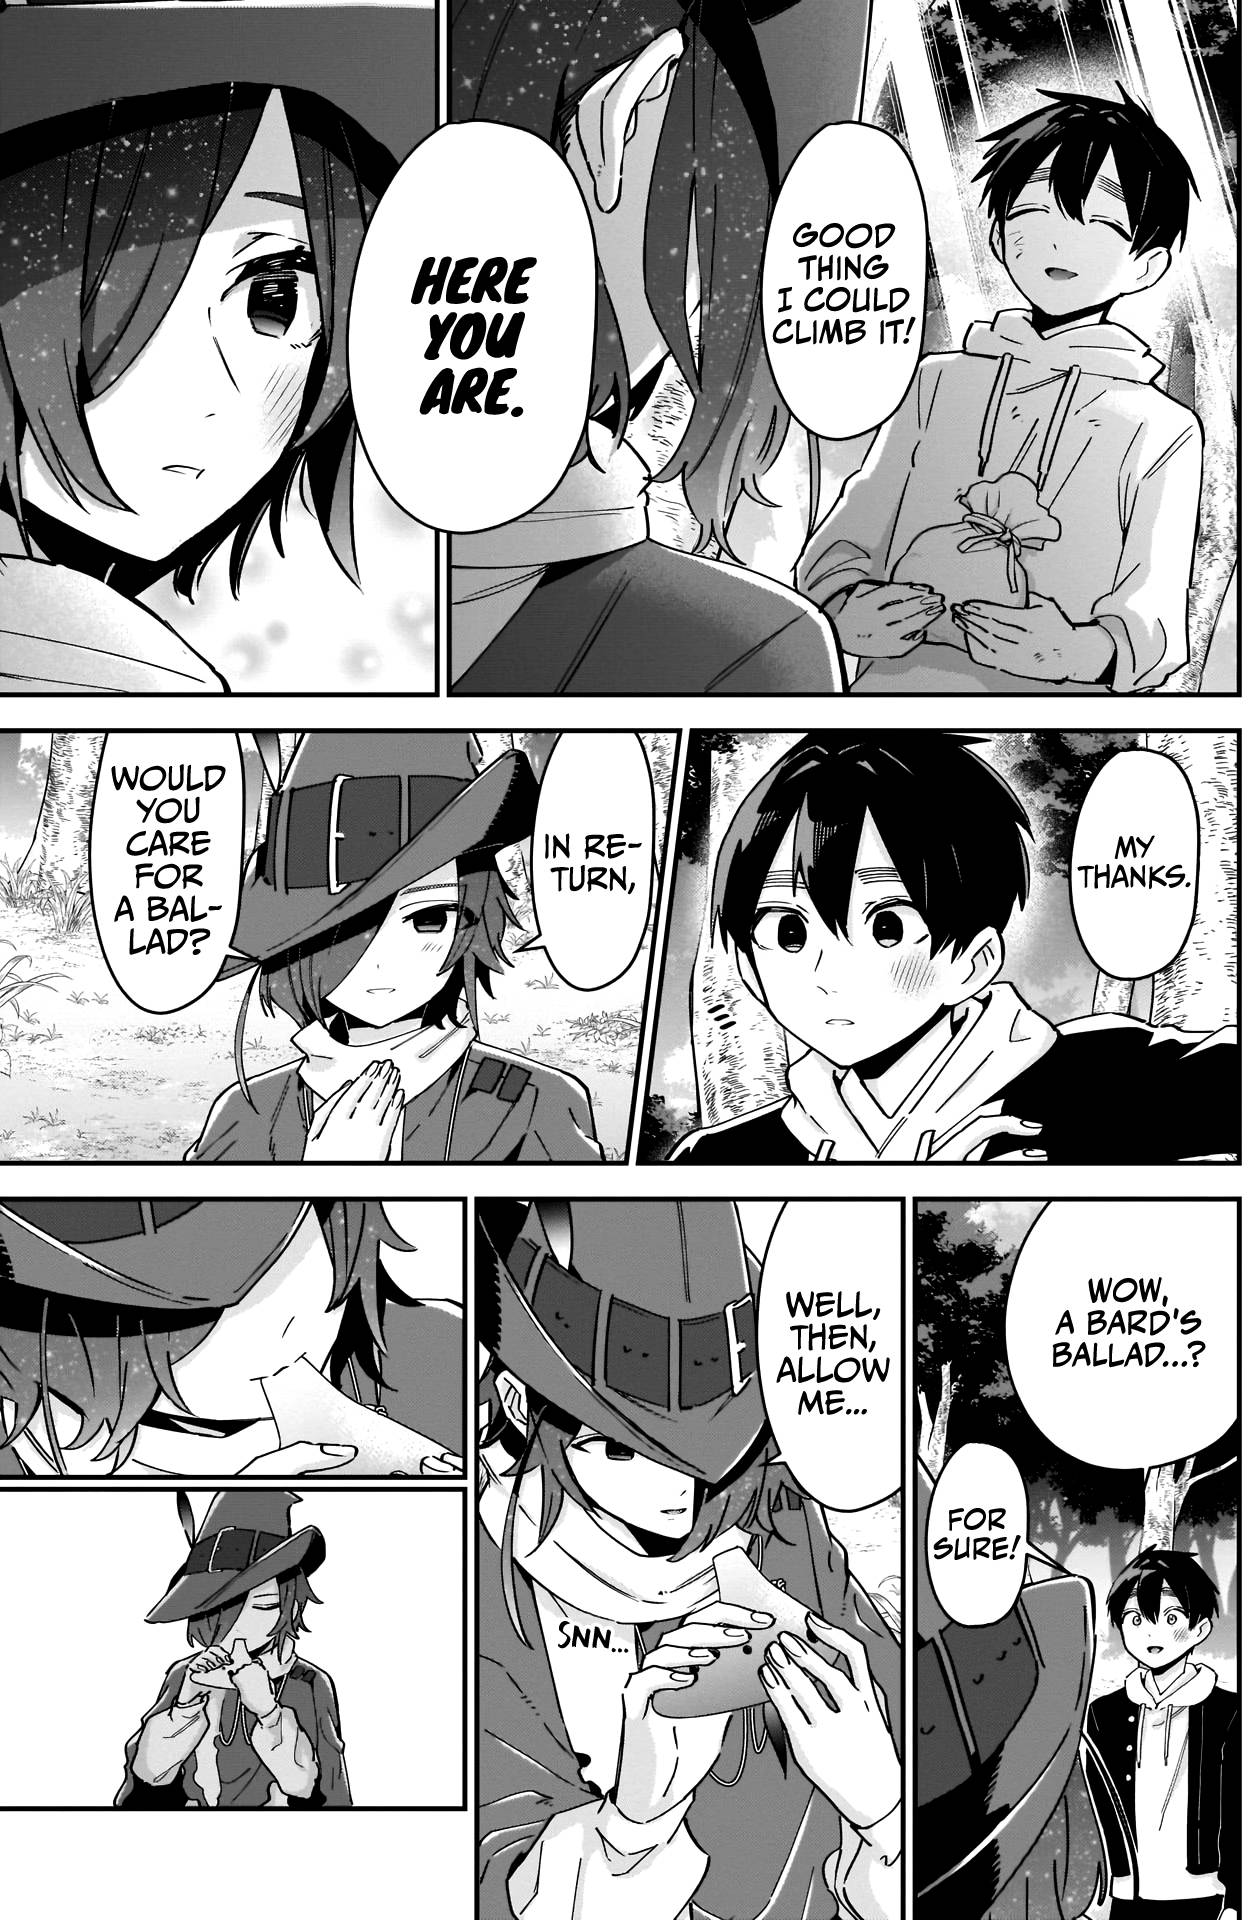 GOOD
THING
I COULD
CLIMB IT!
HERE
YOU
ARE.
MY
THANKS.
IN RE-
TURN,
WOULD
YOU
CARE
FOR
A BAL-
LAD?
WOW,
A BARD'S
BALLAD...?
FOR
SURE!
WELL,
THEN,
ALLOW
ME...
SNN...